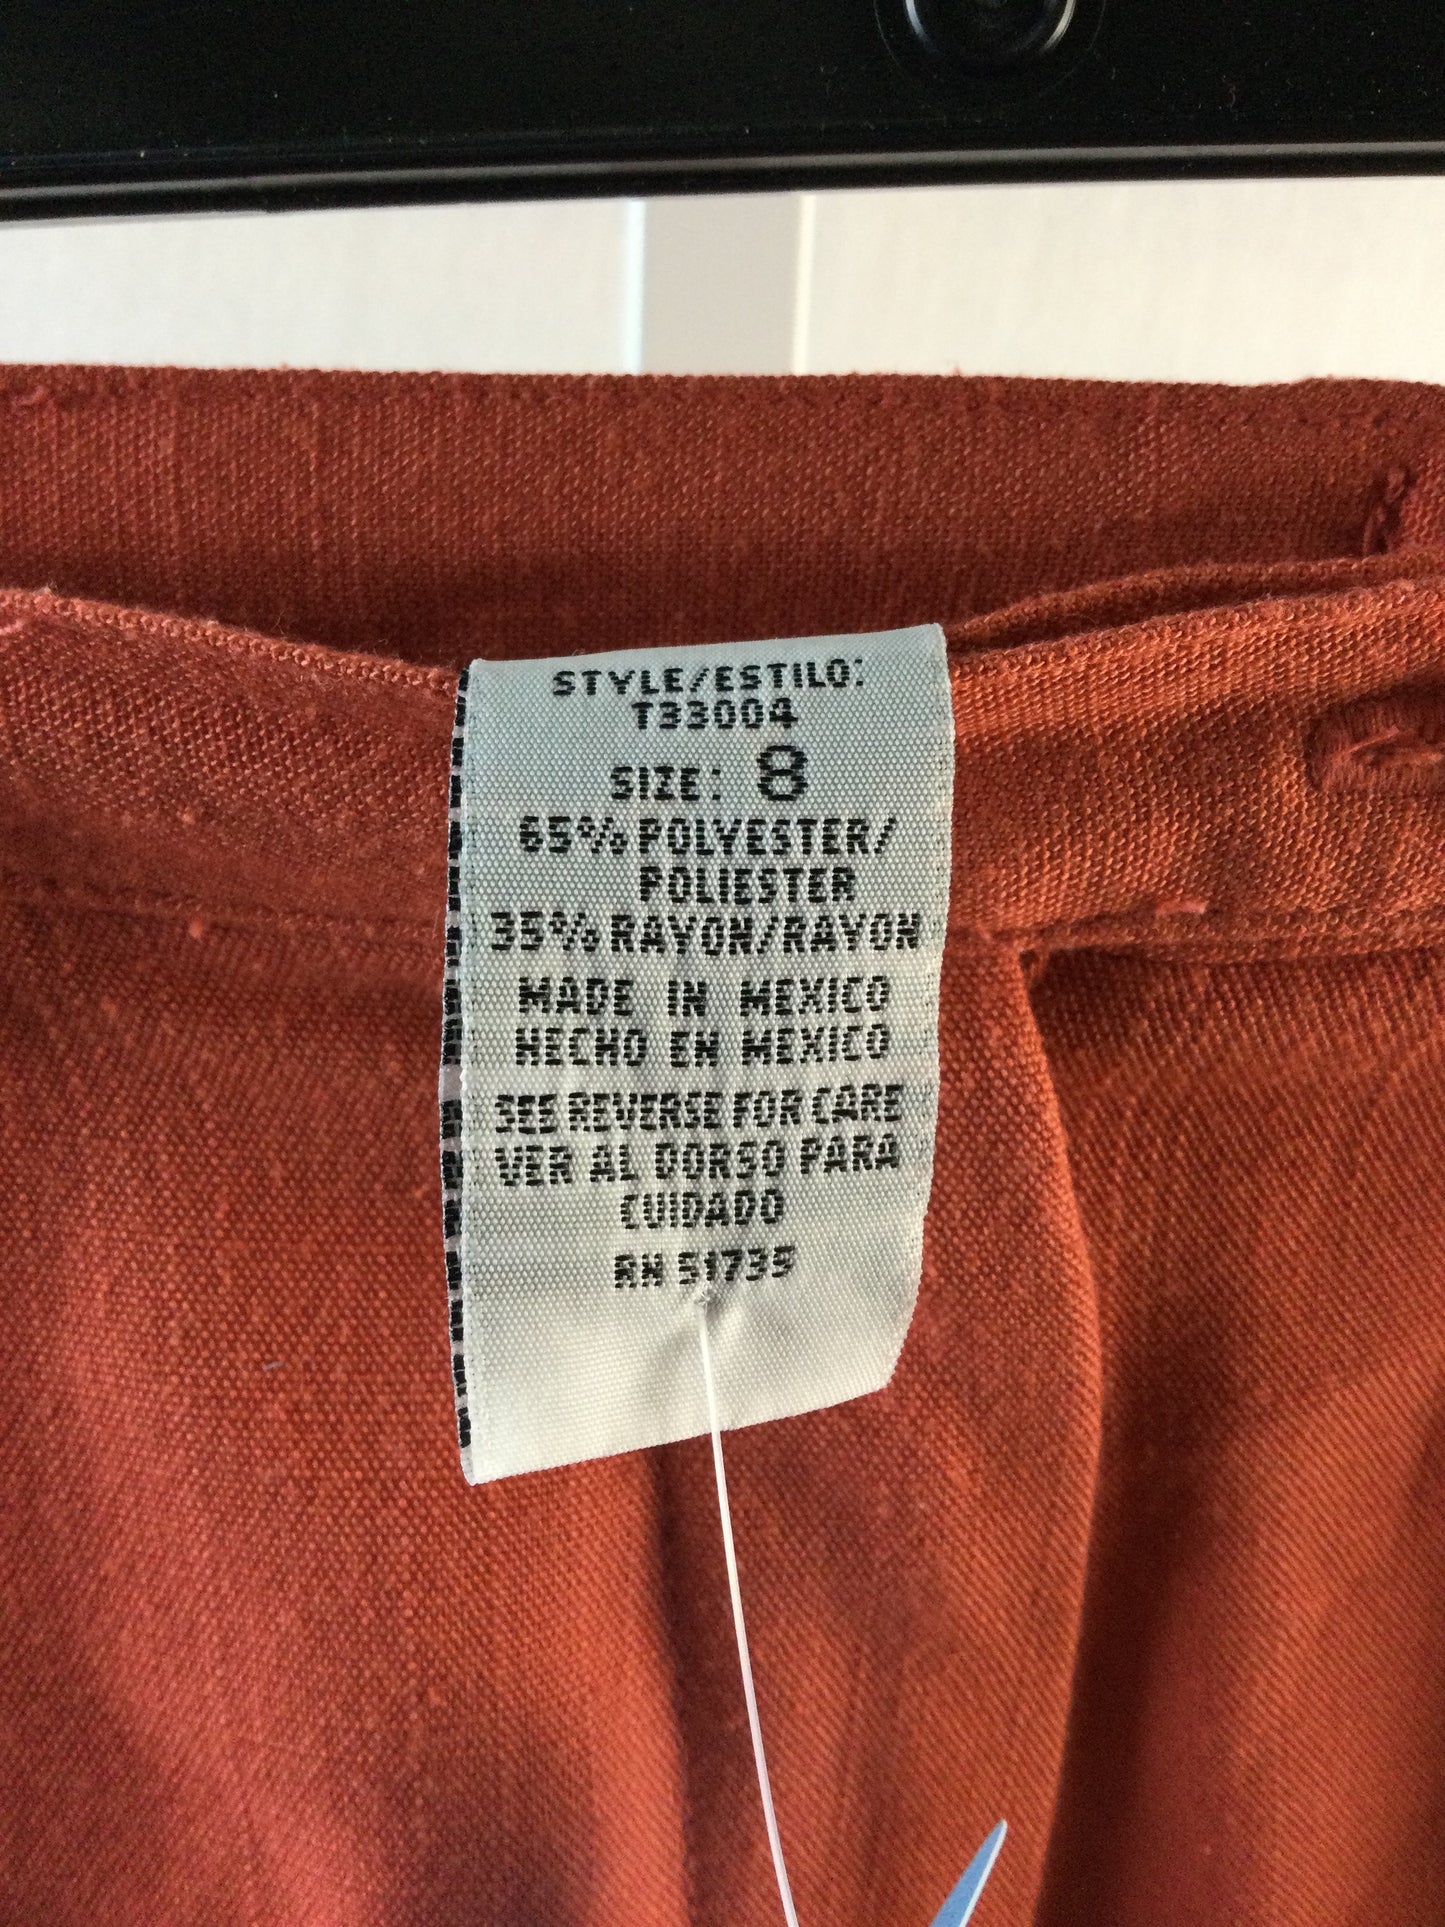 STYLE/ESTILO:
T33004
SIZE: 8
65% POLYESTER/
POLIESTER
35% RAYON/RAYON
MADE IN MEXICO
HECHO EN MEXICO
SEE REVERSE FOR CARE
VER AL DORSO PARA
CUIDADO
RN 51735